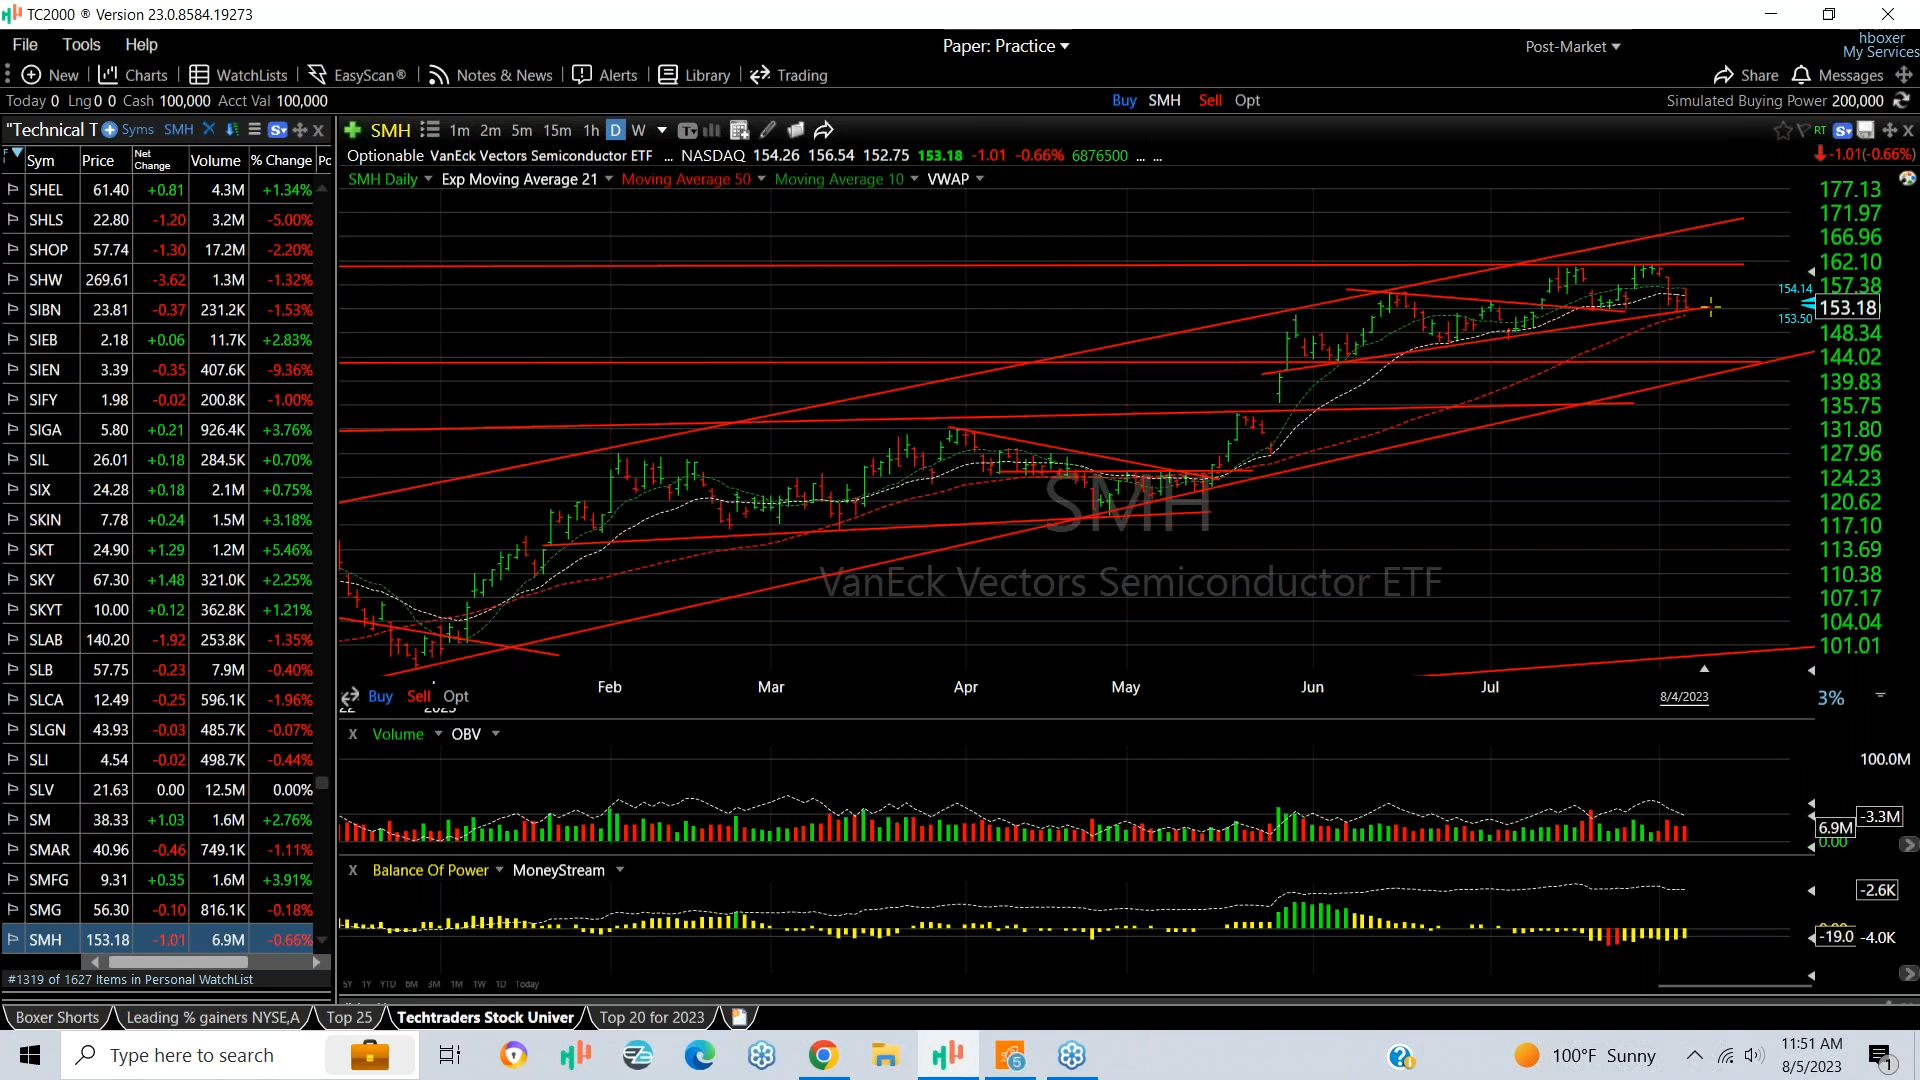 TC2000 ® Version 23.0.8584.19273
File Tools Help Paper: Practice Post-Market hboxer
My Services
New Charts WatchLists EasyScan® Notes & News Alerts Library Trading Share Messages
Today 0 Lng 0 0 Cash 100,000 Acct Val 100,000 Buy SMH Sell Opt Simulated Buying Power 200,000
"Technical T Syms SMH
Sym Price Net Change Volume % Change Pc
SHEL 61.40 +0.81 4.3M +1.34%
SHLS 22.80 -1.20 3.2M -5.00%
SHOP 57.74 -1.30 17.2M -2.20%
SHW 269.61 -3.62 1.3M -1.32%
SIBN 23.81 -0.37 231.2K -1.53%
SIEB 2.18 +0.06 11.7K +2.83%
SIEN 3.39 -0.35 407.6K -9.36%
SIFY 1.98 -0.02 200.8K -1.00%
SIGA 5.80 +0.21 926.4K +3.76%
SIL 26.01 +0.18 284.5K +0.70%
SIX 24.28 +0.18 2.1M +0.75%
SKIN 7.78 +0.24 1.5M +3.18%
SKT 24.90 +1.29 1.2M +5.46%
SKY 67.30 +1.48 321.0K +2.25%
SKYT 10.00 +0.12 362.8K +1.21%
SLAB 140.20 -1.92 253.8K -1.35%
SLB 57.75 -0.23 7.9M -0.40%
SLCA 12.49 -0.25 596.1K -1.96%
SLGN 43.93 -0.03 485.7K -0.07%
SLI 4.54 -0.02 498.7K -0.44%
SLV 21.63 0.00 12.5M 0.00%
SM 38.33 +1.03 1.6M +2.76%
SMAR 40.96 -0.46 749.1K -1.11%
SMFG 9.31 +0.35 1.6M +3.91%
SMG 56.30 -0.10 816.1K -0.18%
SMH 153.18 -1.01 6.9M -0.66%
#1319 of 1627 Items in Personal WatchList
SMH 1m 2m 5m 15m 1h D W RT
Optionable VanEck Vectors Semiconductor ETF ... NASDAQ 154.26 156.54 152.75 153.18 -1.01 -0.66% 6876500 ... ... -1.01(-0.66%)
SMH Daily Exp Moving Average 21 Moving Average 50 Moving Average 10 VWAP
177.13
171.97
166.96
162.10
157.38
154.14
153.18
153.50
148.34
144.02
139.83
135.75
131.80
127.96
124.23
120.62
117.10
113.69
110.38
107.17
104.04
101.01
SMH
VanEck Vectors Semiconductor ETF
Feb Mar Apr May Jun Jul 8/4/2023
Buy Sell Opt 3%
X Volume OBV
100.0M
-3.3M
6.9M
0.00
X Balance Of Power MoneyStream
-2.6K
-19.0 -4.0K
5Y 1Y YTD 6M 3M 1M 1W 1D Today
Boxer Shorts Leading % gainers NYSE,A Top 25 Techtraders Stock Univer Top 20 for 2023
Type here to search 100°F Sunny 11:51 AM
8/5/2023